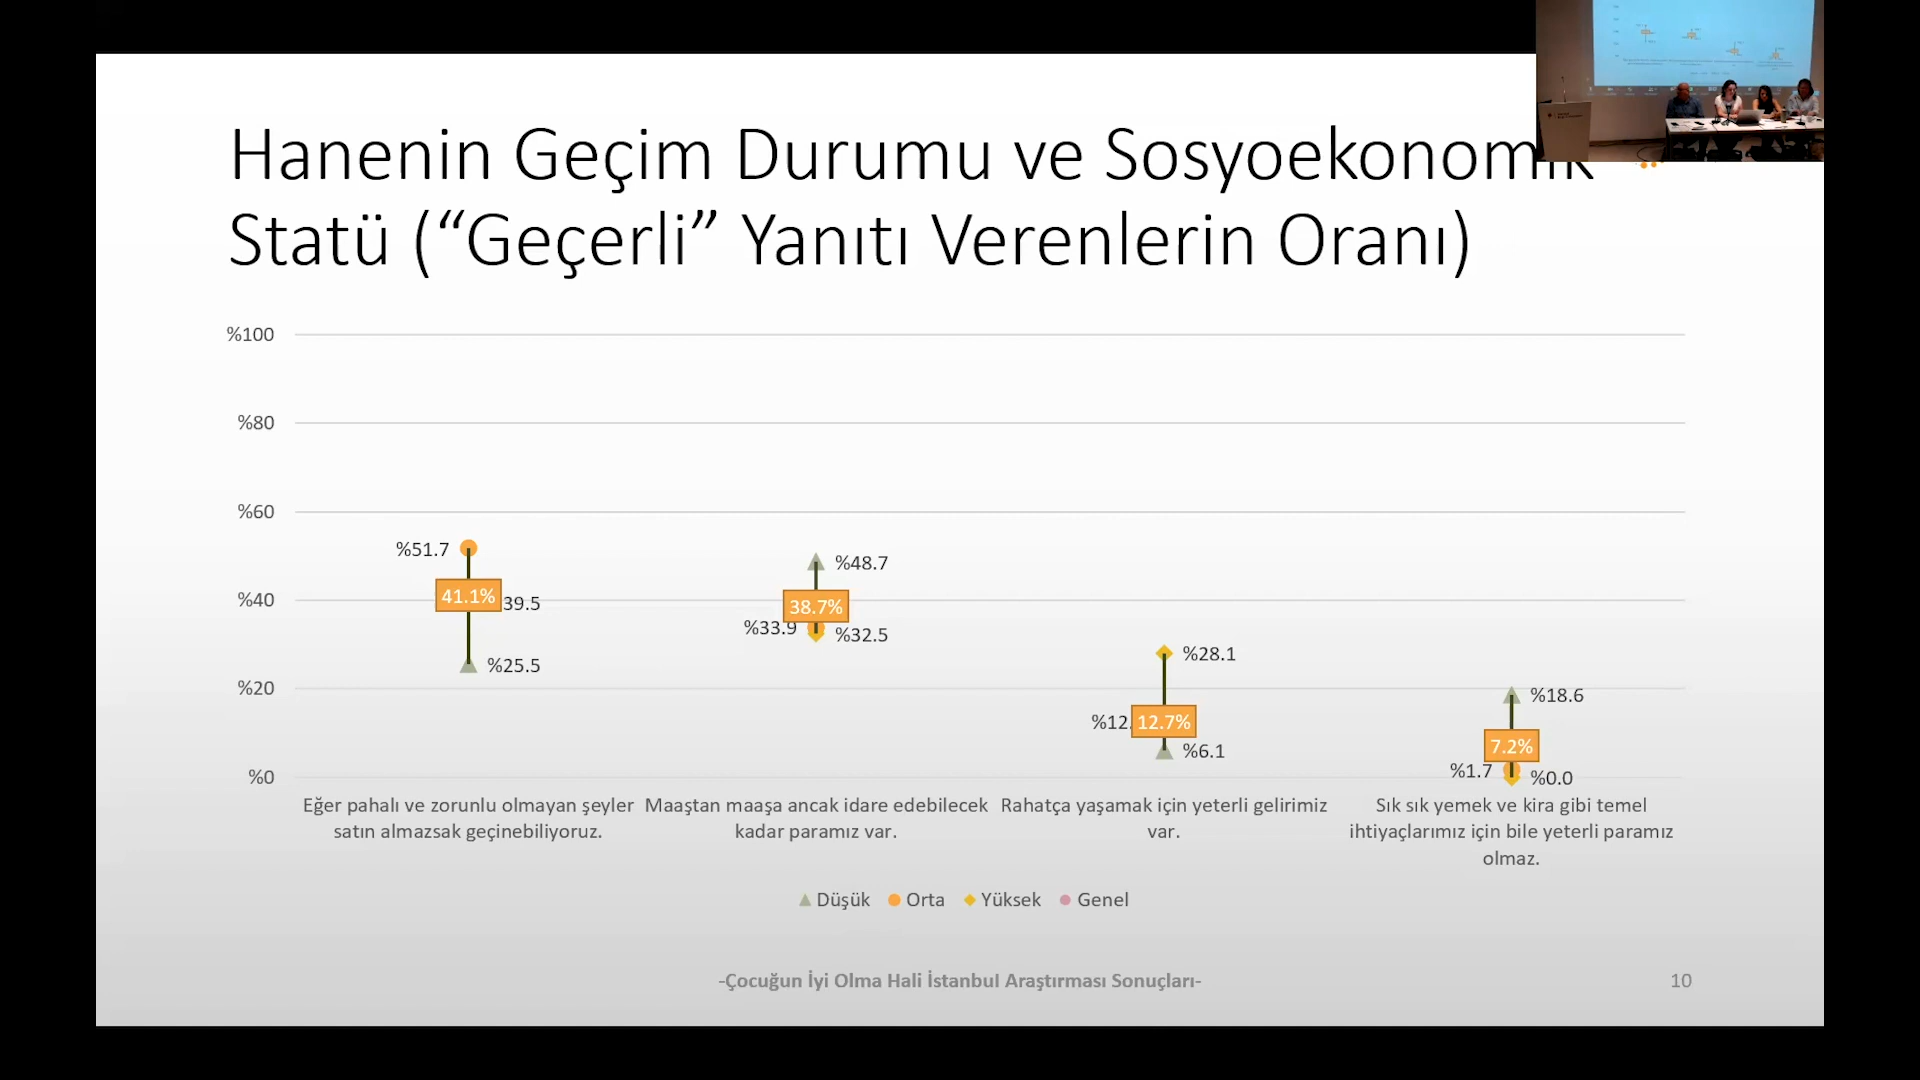 Hanenin Geçim Durumu ve Sosyoekonomik
Statü (“Geçerli” Yanıtı Verenlerin Oranı)
%100
%80
%60
%40
%20
%0
%51.7
41.1%
39.5
%25.5
%48.7
38.7%
%33.9
%32.5
%28.1
%12.
12.7%
%6.1
%18.6
7.2%
%1.7
%0.0
Eğer pahalı ve zorunlu olmayan şeyler
satın almazsak geçinebiliyoruz.
Maaştan maaşa ancak idare edebilecek
kadar paramız var.
Rahatça yaşamak için yeterli gelirimiz
var.
Sık sık yemek ve kira gibi temel
ihtiyaçlarımız için bile yeterli paramız
olmaz.
Düşük Orta Yüksek Genel
-Çocuğun İyi Olma Hali İstanbul Araştırması Sonuçları-
10